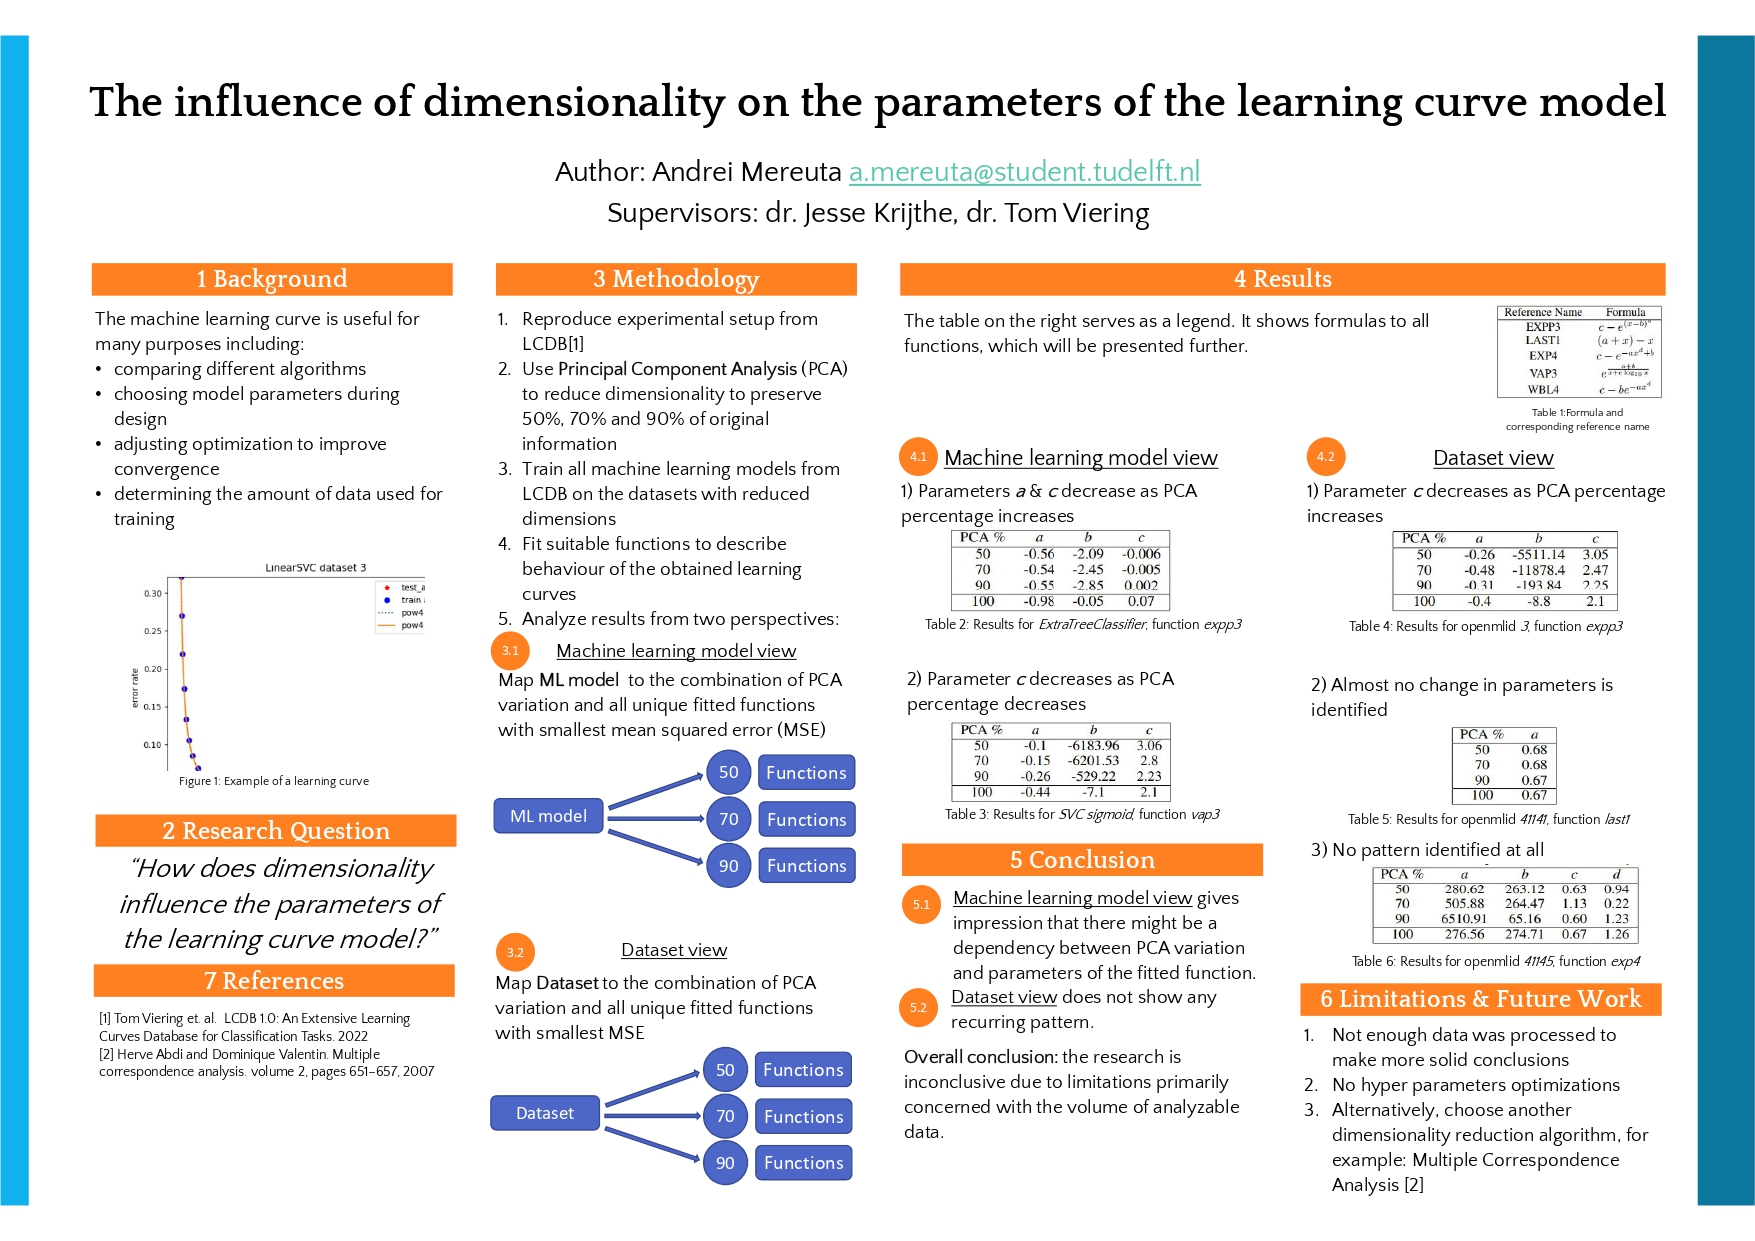 The influence of dimensionality on the parameters of the learning curve model
Author: Andrei Mereuta a.mereuta@student.tudelft.nl
Supervisors: dr. Jesse Krijthe, dr. Tom Viering
1 Background
The machine learning curve is useful for
many purposes including:
• comparing different algorithms
• choosing model parameters during
design
• adjusting optimization to improve
convergence
• determining the amount of data used for
training
LinearSVC dataset 3
test_a
train
pow4
pow4
error rate
0.30
0.25
0.20
0.15
0.10
Figure 1: Example of a learning curve
2 Research Question
“How does dimensionality
influence the parameters of
the learning curve model?”
7 References
[1] Tom Viering et. al. LCDB 1.0: An Extensive Learning
Curves Database for Classification Tasks. 2022
[2] Herve Abdi and Dominique Valentin. Multiple
correspondence analysis. volume 2, pages 651–657, 2007
3 Methodology
1. Reproduce experimental setup from
LCDB[1]
2. Use Principal Component Analysis (PCA)
to reduce dimensionality to preserve
50%, 70% and 90% of original
information
3. Train all machine learning models from
LCDB on the datasets with reduced
dimensions
4. Fit suitable functions to describe
behaviour of the obtained learning
curves
5. Analyze results from two perspectives:
3.1 Machine learning model view
Map ML model to the combination of PCA
variation and all unique fitted functions
with smallest mean squared error (MSE)
ML model
50 Functions
70 Functions
90 Functions
3.2 Dataset view
Map Dataset to the combination of PCA
variation and all unique fitted functions
with smallest MSE
Dataset
50 Functions
70 Functions
90 Functions
4 Results
The table on the right serves as a legend. It shows formulas to all
functions, which will be presented further.
Reference Name Formula
EXPP3 c − e^{(x−b)^a}
LAST1 (a + x) − x
EXP4 c − e^{−ax^d+b}
VAP3
WBL4 c − be^{−ax^d}
Table 1:Formula and
corresponding reference name
4.1 Machine learning model view
1) Parameters a & c decrease as PCA
percentage increases
PCA % a b c
50 -0.56 -2.09 -0.006
70 -0.54 -2.45 -0.005
90 -0.55 -2.85 0.002
100 -0.98 -0.05 0.07
Table 2: Results for ExtraTreeClassifier, function expp3
2) Parameter c decreases as PCA
percentage decreases
PCA % a b c
50 -0.1 -6183.96 3.06
70 -0.15 -6201.53 2.8
90 -0.26 -529.22 2.23
100 -0.44 -7.1 2.1
Table 3: Results for SVC sigmoid, function vap3
4.2 Dataset view
1) Parameter c decreases as PCA percentage
increases
PCA % a b c
50 -0.26 -5511.14 3.05
70 -0.48 -11878.4 2.47
90 -0.31 -193.84 2.25
100 -0.4 -8.8 2.1
Table 4: Results for openmlid 3, function expp3
2) Almost no change in parameters is
identified
PCA % a
50 0.68
70 0.68
90 0.67
100 0.67
Table 5: Results for openmlid 41141, function last1
3) No pattern identified at all
PCA % a b c d
50 280.62 263.12 0.63 0.94
70 505.88 264.47 1.13 0.22
90 6510.91 65.16 0.60 1.23
100 276.56 274.71 0.67 1.26
Table 6: Results for openmlid 41145, function exp4
5 Conclusion
5.1 Machine learning model view gives
impression that there might be a
dependency between PCA variation
and parameters of the fitted function.
5.2 Dataset view does not show any
recurring pattern.
Overall conclusion: the research is
inconclusive due to limitations primarily
concerned with the volume of analyzable
data.
6 Limitations & Future Work
1. Not enough data was processed to
make more solid conclusions
2. No hyper parameters optimizations
3. Alternatively, choose another
dimensionality reduction algorithm, for
example: Multiple Correspondence
Analysis [2]